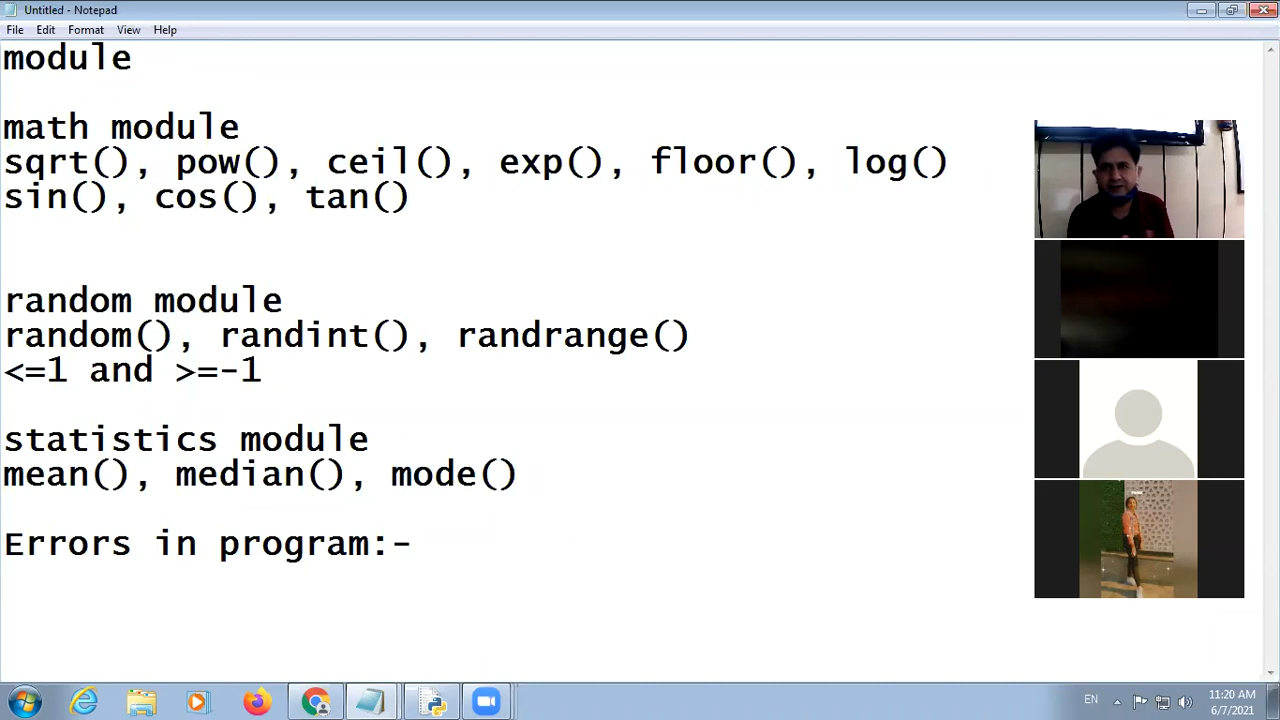 Untitled - Notepad
File Edit Format View Help
module
math module
sqrt(), pow(), ceil(), exp(), floor(), log()
sin(), cos(), tan()
random module
random(), randint(), randrange()
<=1 and >=-1
statistics module
mean(), median(), mode()
Errors in program:-
EN
11:20 AM
6/7/2021